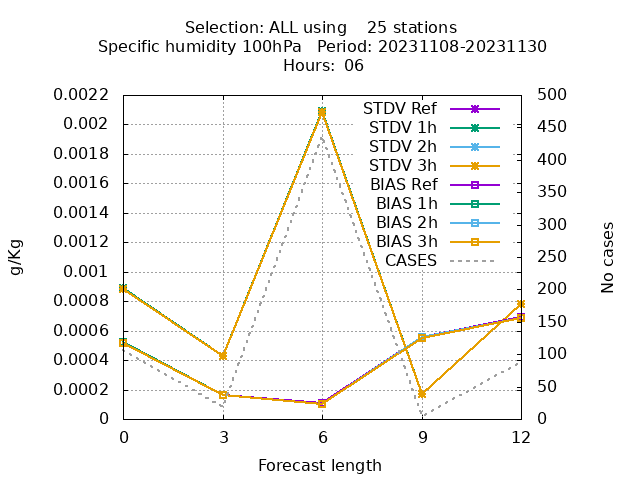 Selection: ALL using    25 stations
Specific humidity 100hPa   Period: 20231108-20231130
Hours:  06
0.0022
0.002
0.0018
0.0016
0.0014
0.0012
0.001
0.0008
0.0006
0.0004
0.0002
0
g/Kg
STDV Ref
STDV 1h
STDV 2h
STDV 3h
BIAS Ref
BIAS 1h
BIAS 2h
BIAS 3h
CASES
500
450
400
350
300
250
200
150
100
50
0
No cases
0 3 6 9 12
Forecast length